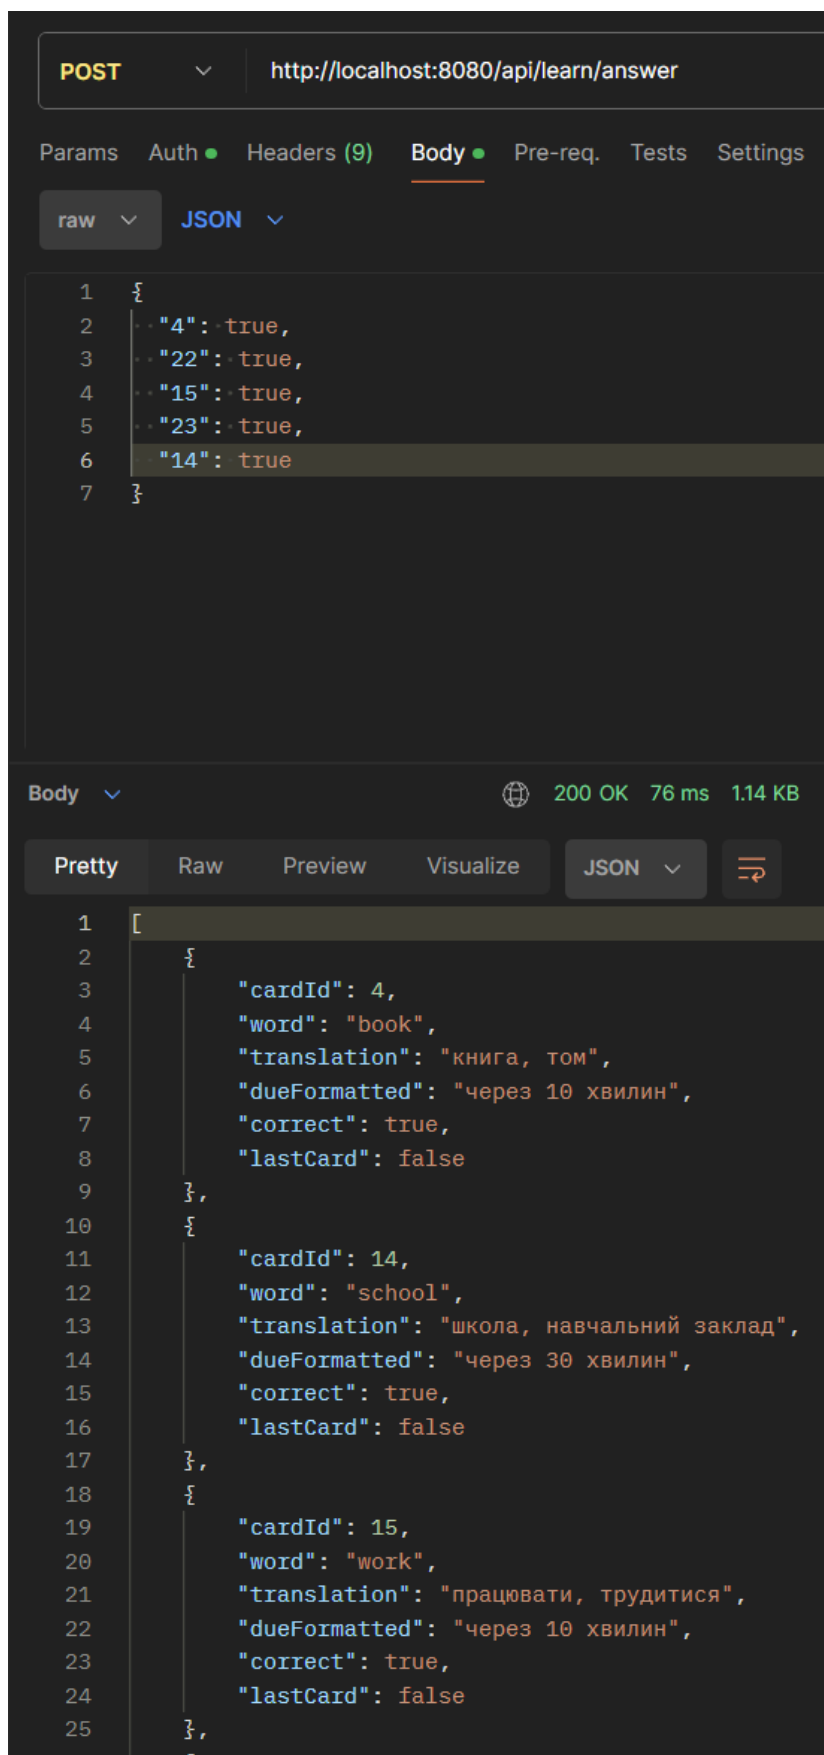 POST http://localhost:8080/api/learn/answer
Params Auth Headers (9) Body Pre-req. Tests Settings
raw JSON
1 {
2 "4": true,
3 "22": true,
4 "15": true,
5 "23": true,
6 "14": true
7 }
Body 200 OK 76 ms 1.14 KB
Pretty Raw Preview Visualize JSON
1 [
2 {
3 "cardId": 4,
4 "word": "book",
5 "translation": "книга, том",
6 "dueFormatted": "через 10 хвилин",
7 "correct": true,
8 "lastCard": false
9 },
10 {
11 "cardId": 14,
12 "word": "school",
13 "translation": "школа, навчальний заклад",
14 "dueFormatted": "через 30 хвилин",
15 "correct": true,
16 "lastCard": false
17 },
18 {
19 "cardId": 15,
20 "word": "work",
21 "translation": "працювати, трудитися",
22 "dueFormatted": "через 10 хвилин",
23 "correct": true,
24 "lastCard": false
25 },